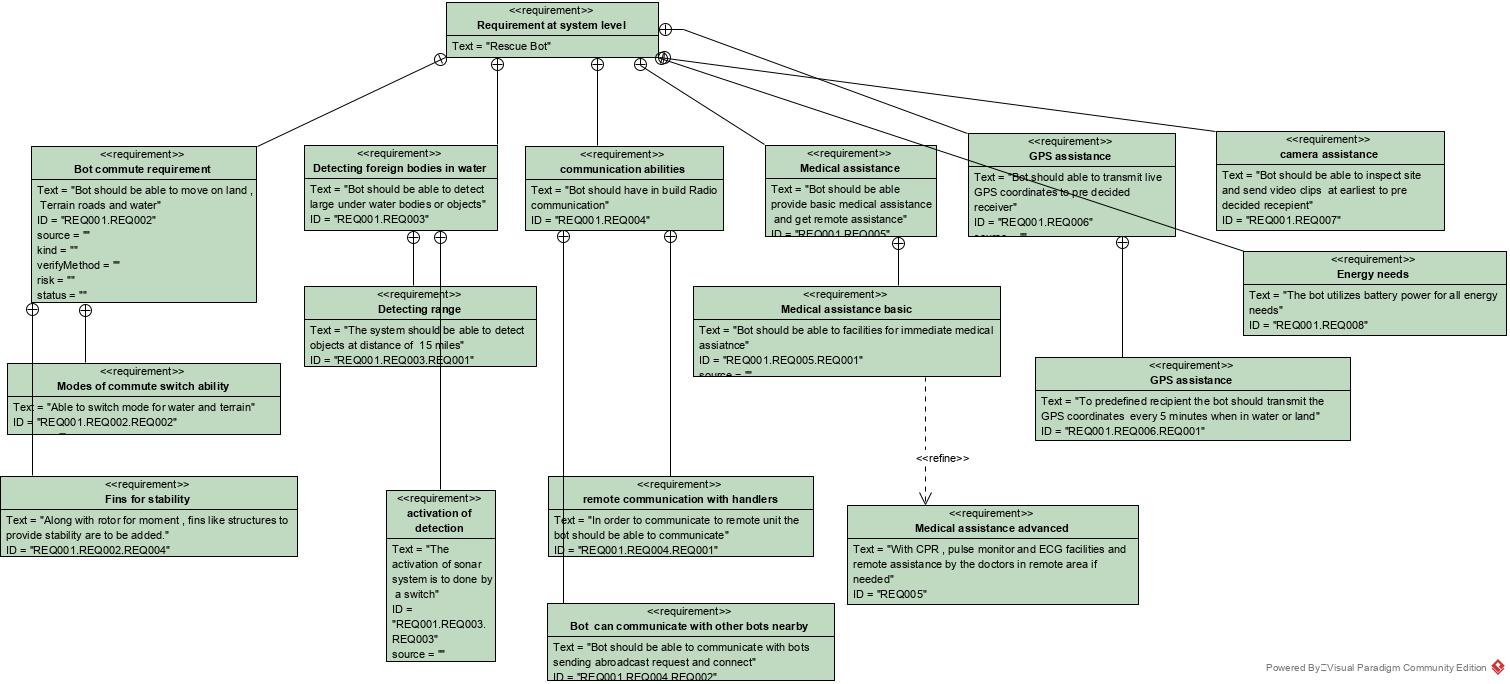 <<requirement>>
Requirement at system level
Text = "Rescue Bot"
<<requirement>>
Bot commute requirement
Text = "Bot should be able to move on land ,
Terrain roads and water"
ID = "REQ001.REQ002"
source = ""
kind = ""
verifyMethod = ""
risk = ""
status = ""
<<requirement>>
Detecting foreign bodies in water
Text = "Bot should be able to detect
large under water bodies or objects"
ID = "REQ001.REQ003"
<<requirement>>
communication abilities
Text = "Bot should have in build Radio
communication"
ID = "REQ001.REQ004"
<<requirement>>
Medical assistance
Text = "Bot should be able
provide basic medical assistance
and get remote assistance"
ID = "REQ001.REQ005"
<<requirement>>
GPS assistance
Text = "Bot should able to transmit live
GPS coordinates to pre decided
receiver"
ID = "REQ001.REQ006"
source = ""
<<requirement>>
camera assistance
Text = "Bot should be able to inspect site
and send video clips at earliest to pre
decided recepient"
ID = "REQ001.REQ007"
<<requirement>>
Energy needs
Text = "The bot utilizes battery power for all energy
needs"
ID = "REQ001.REQ008"
<<requirement>>
Detecting range
Text = "The system should be able to detect
objects at distance of 15 miles"
ID = "REQ001.REQ003.REQ001"
<<requirement>>
Medical assistance basic
Text = "Bot should be able to facilities for immediate medical
assiatnce"
ID = "REQ001.REQ005.REQ001"
source = ""
<<requirement>>
GPS assistance
Text = "To predefined recipient the bot should transmit the
GPS coordinates every 5 minutes when in water or land"
ID = "REQ001.REQ006.REQ001"
<<requirement>>
Modes of commute switch ability
Text = "Able to switch mode for water and terrain"
ID = "REQ001.REQ002.REQ002"
<<refine>>
<<requirement>>
Fins for stability
Text = "Along with rotor for moment , fins like structures to
provide stability are to be added."
ID = "REQ001.REQ002.REQ004"
<<requirement>>
activation of
detection
Text = "The
activation of sonar
system is to done by
a switch"
ID =
"REQ001.REQ003.
REQ003"
source = ""
<<requirement>>
remote communication with handlers
Text = "In order to communicate to remote unit the
bot should be able to communicate"
ID = "REQ001.REQ004.REQ001"
<<requirement>>
Medical assistance advanced
Text = "With CPR , pulse monitor and ECG facilities and
remote assistance by the doctors in remote area if
needed"
ID = "REQ005"
<<requirement>>
Bot can communicate with other bots nearby
Text = "Bot should be able to communicate with bots
sending abroadcast request and connect"
ID = "REQ001.REQ004.REQ002"
Powered By Visual Paradigm Community Edition